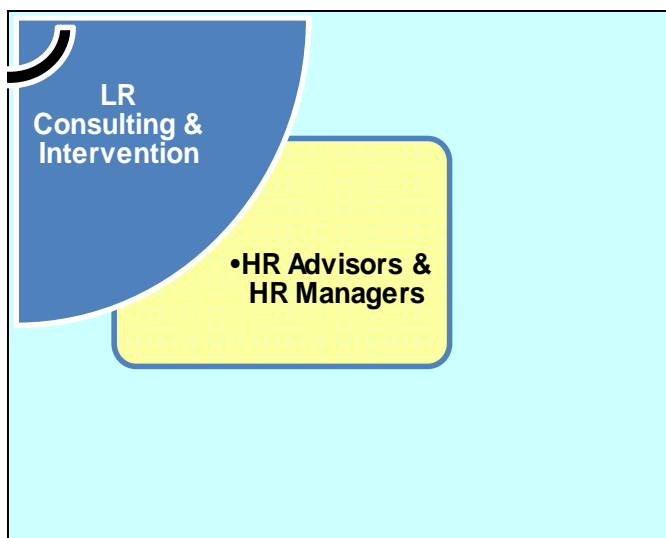 LR
Consulting &
Intervention
•HR Advisors &
HR Managers